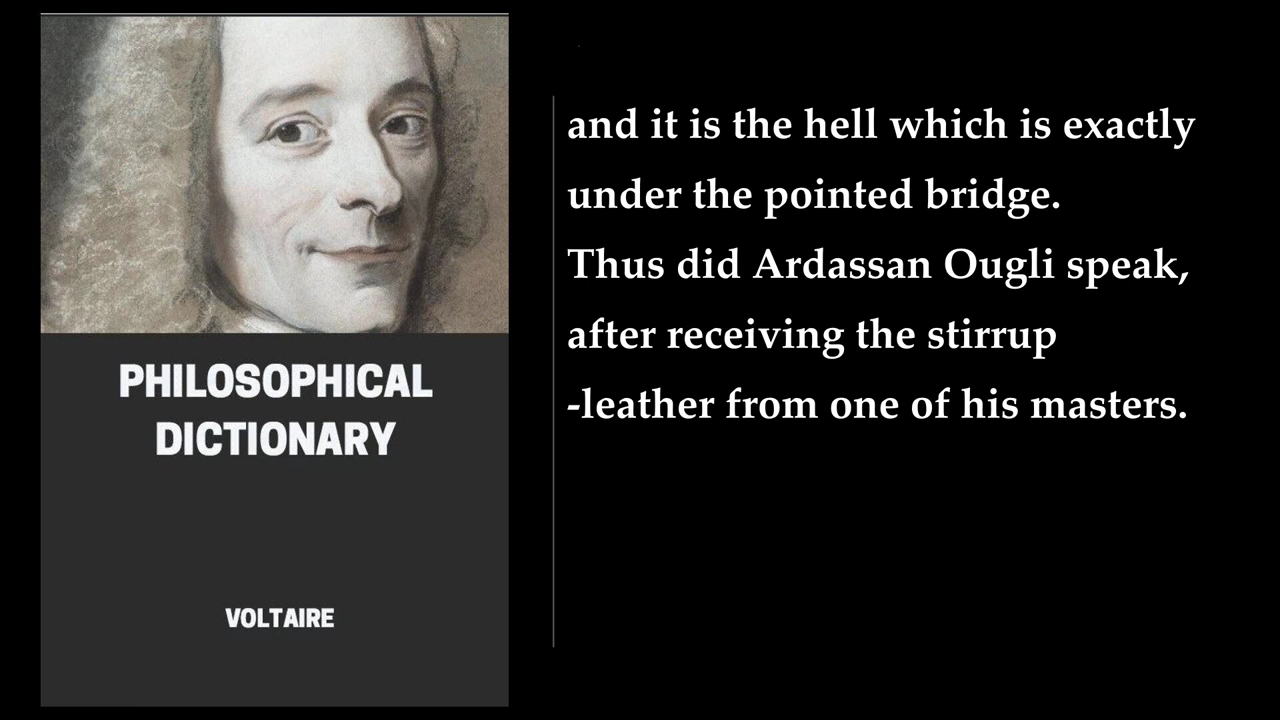 PHILOSOPHICAL
DICTIONARY
VOLTAIRE
and it is the hell which is exactly
under the pointed bridge.
Thus did Ardassan Ougli speak,
after receiving the stirrup
-leather from one of his masters.